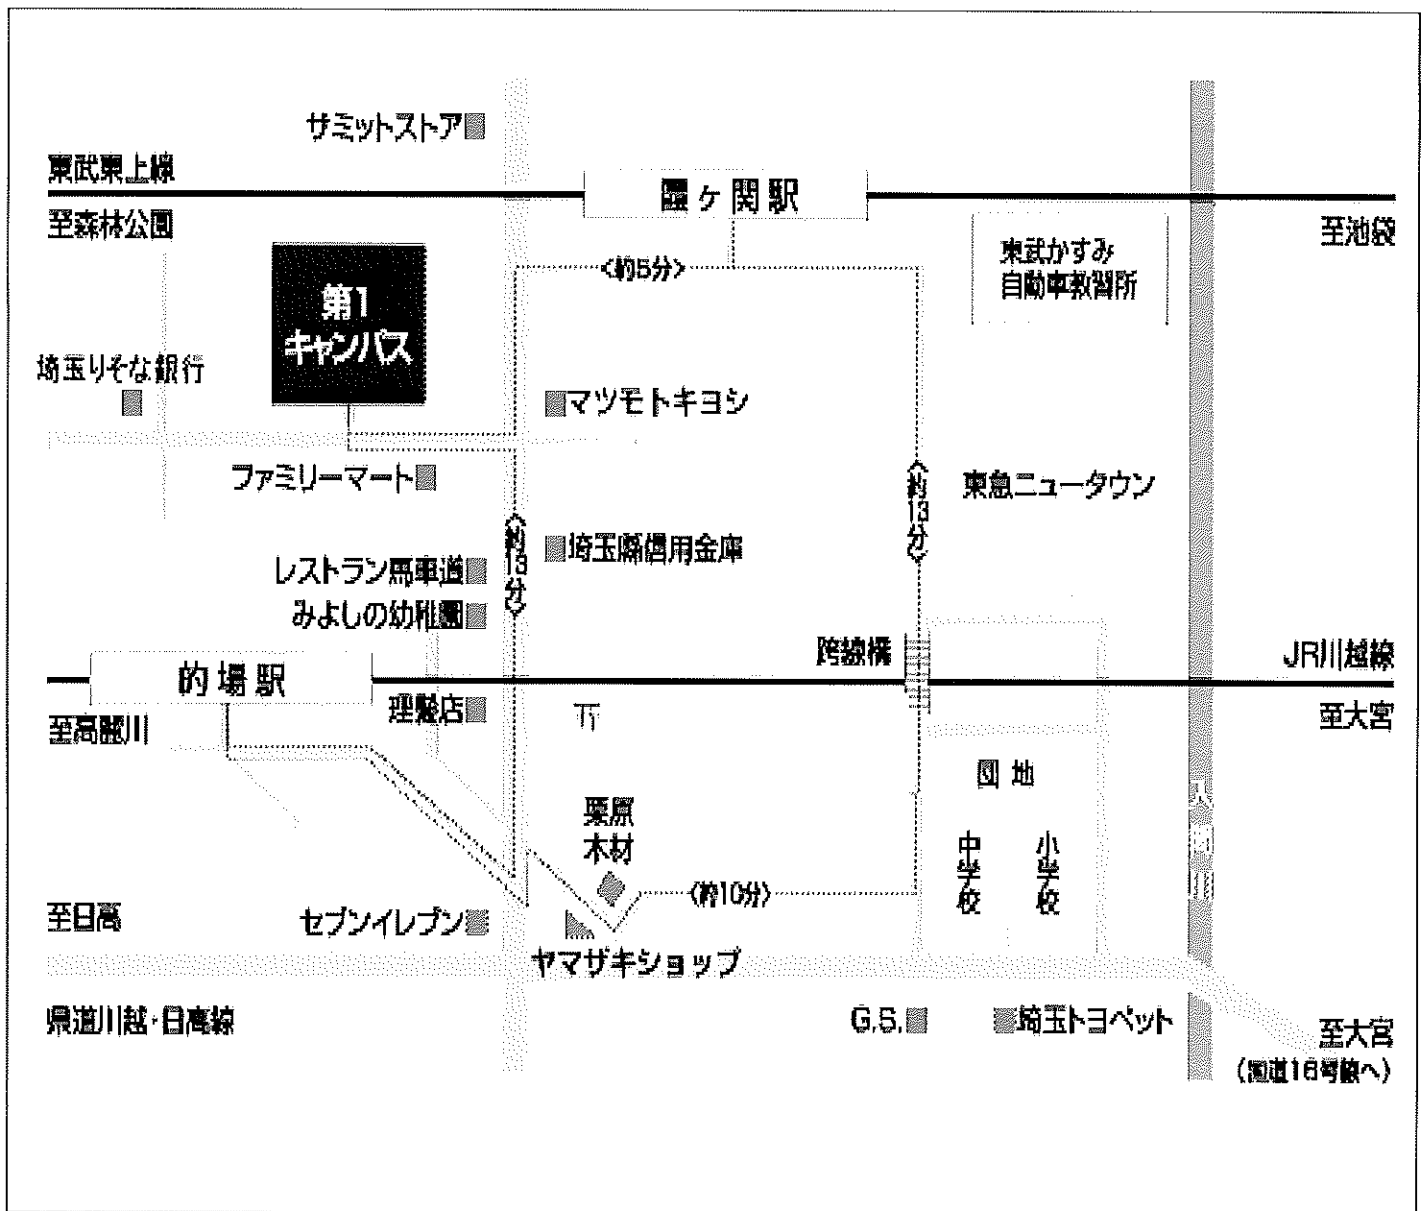 サミットストア
東武東上線
霞ヶ関駅
至森林公園
至池袋
東武かすみ
自動車教習所
<約5分>
第1
キャンパス
埼玉りそな銀行
マツモトキヨシ
ファミリーマート
<約13分>
東急ニュータウン
<約13分>
埼玉縣信用金庫
レストラン馬車道
みよしの幼稚園
跨線橋
JR川越線
的場駅
理髪店
至高麗川
至大宮
団地
栗原
木材
入間川
中学校
小学校
<約10分>
至日高
セブンイレブン
ヤマザキショップ
県道川越・日高線
G.S.
埼玉トヨペット
至大宮
(国道16号線へ)